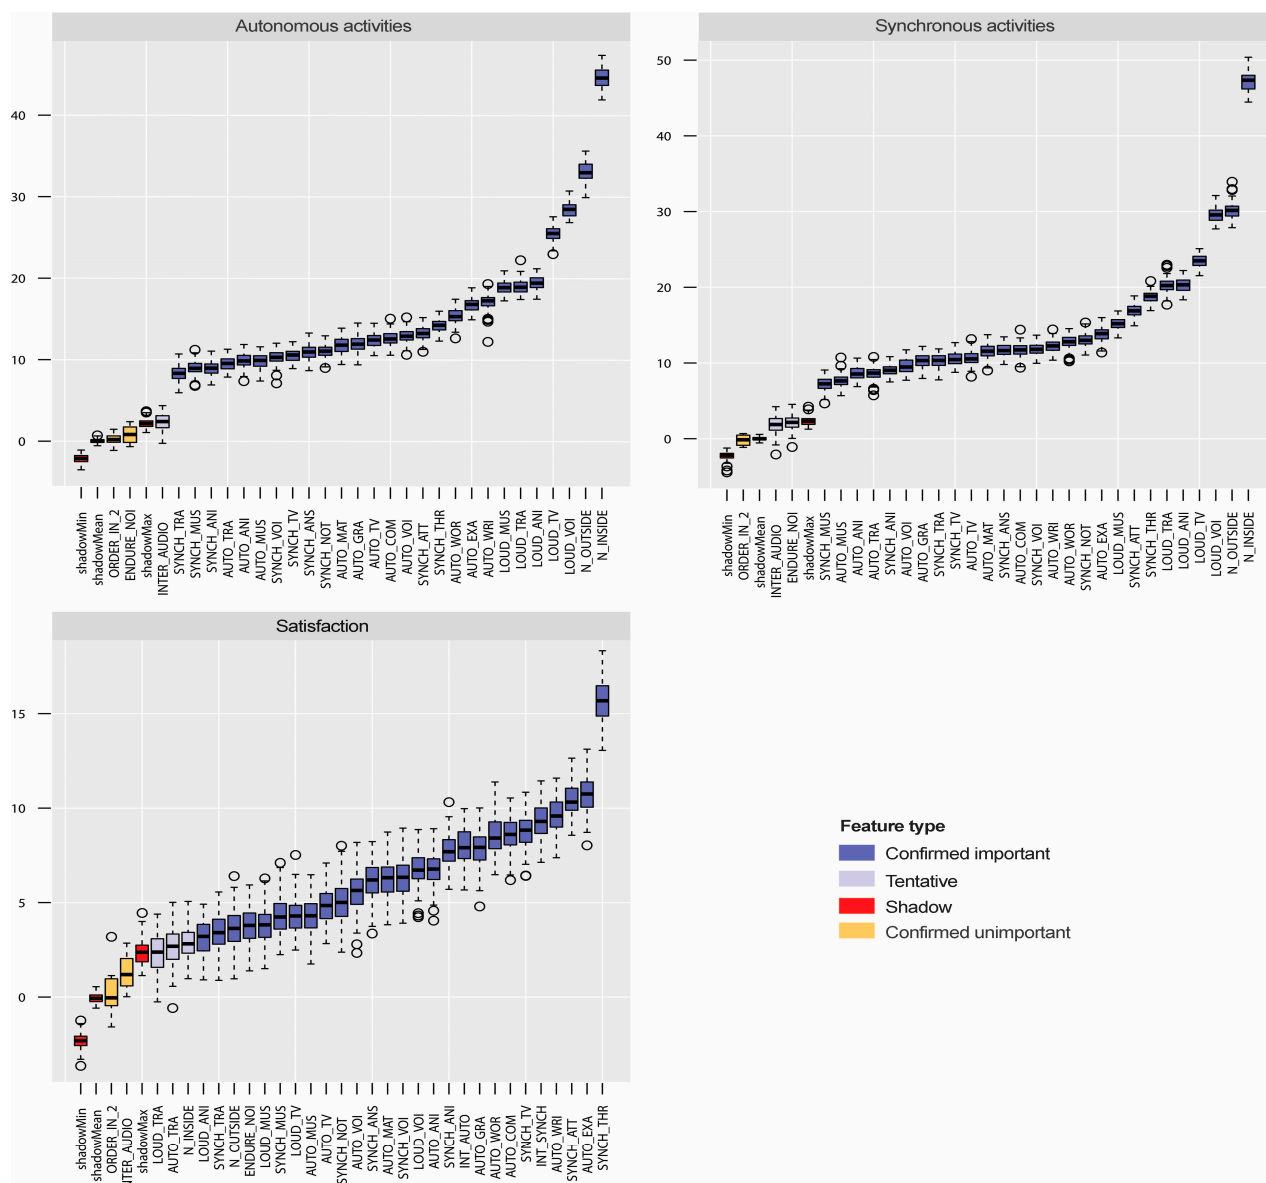 Autonomous activities
40
30
20
10
0
shadowMin
shadowMean
ORDER_IN_2
ENDURE_NOI
shadowMax
INTER_AUDIO
SYNCH_TRA
SYNCH_MUS
SYNCH_ANI
AUTO_TRA
AUTO_ANI
AUTO_MUS
SYNCH_VOI
SYNCH_TV
SYNCH_ANS
SYNCH_NOT
AUTO_MAT
AUTO_GRA
AUTO_TV
AUTO_COM
AUTO_VOI
SYNCH_ATT
SYNCH_THR
AUTO_WOR
AUTO_EXA
AUTO_WRI
LOUD_MUS
LOUD_TRA
LOUD_ANI
LOUD_TV
LOUD_VOI
N_OUTSIDE
N_INSIDE
Synchronous activities
50
40
30
20
10
0
shadowMin
ORDER_IN_2
shadowMean
INTER_AUDIO
ENDURE_NOI
shadowMax
SYNCH_MUS
AUTO_MUS
AUTO_ANI
AUTO_TRA
SYNCH_ANI
AUTO_VOI
AUTO_GRA
SYNCH_TRA
SYNCH_TV
AUTO_TV
AUTO_MAT
SYNCH_ANS
AUTO_COM
SYNCH_VOI
AUTO_WRI
AUTO_WOR
SYNCH_NOT
AUTO_EXA
LOUD_MUS
SYNCH_ATT
SYNCH_THR
LOUD_TRA
LOUD_ANI
LOUD_TV
LOUD_VOI
N_OUTSIDE
N_INSIDE
Satisfaction
15
10
5
0
shadowMin
shadowMean
ORDER_IN_2
NTER_AUDIO
shadowMax
LOUD_TRA
AUTO_TRA
N_INSIDE
LOUD_ANI
SYNCH_TRA
N_OUTSIDE
ENDURE_NOI
LOUD_MUS
SYNCH_MUS
LOUD_TV
AUTO_MUS
AUTO_TV
SYNCH_NOT
AUTO_VOI
SYNCH_ANS
AUTO_MAT
SYNCH_VOI
LOUD_VOI
AUTO_ANI
SYNCH_ANI
INT_AUTO
AUTO_GRA
AUTO_WOR
AUTO_COM
SYNCH_TV
INT_SYNCH
AUTO_WRI
SYNCH_ATT
AUTO_EXA
SYNCH_THR
Feature type
Confirmed important
Tentative
Shadow
Confirmed unimportant